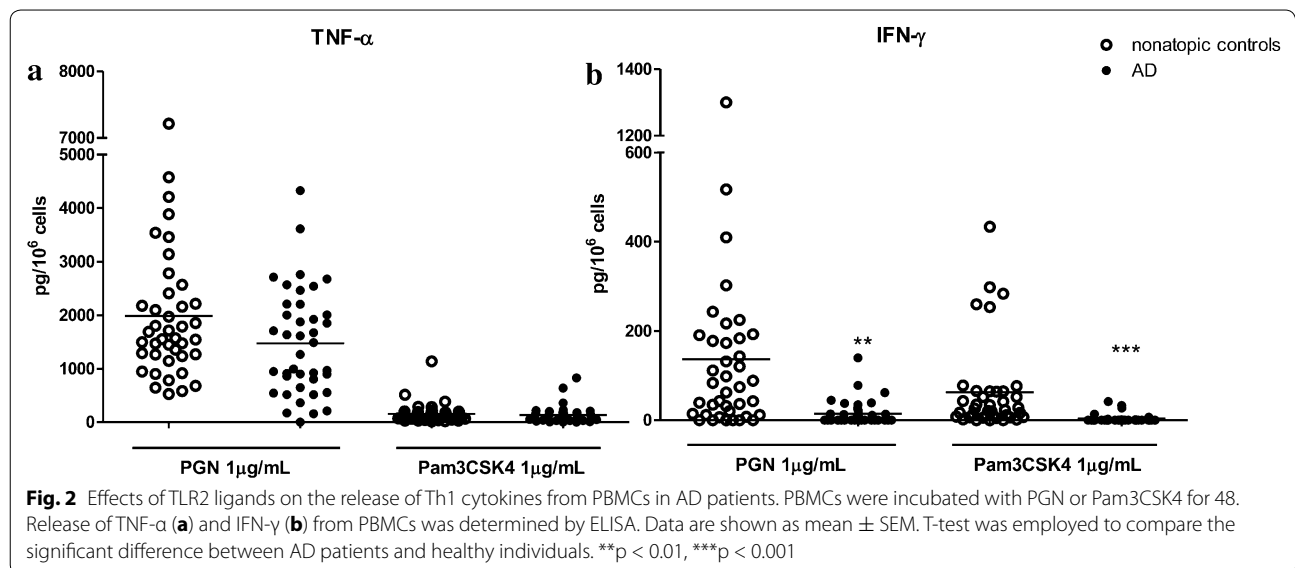 TNF-α
IFN-γ
nonatopic controls
AD
a
8000
7000
5000
4000
3000
2000
1000
0
pg/10⁶ cells
PGN 1μg/mL
Pam3CSK4 1μg/mL
b
1400
1200
600
400
200
0
pg/10⁶ cells
**
***
PGN 1μg/mL
Pam3CSK4 1μg/mL
Fig. 2 Effects of TLR2 ligands on the release of Th1 cytokines from PBMCs in AD patients. PBMCs were incubated with PGN or Pam3CSK4 for 48.
Release of TNF-α (a) and IFN-γ (b) from PBMCs was determined by ELISA. Data are shown as mean ± SEM. T-test was employed to compare the
significant difference between AD patients and healthy individuals. **p < 0.01, ***p < 0.001